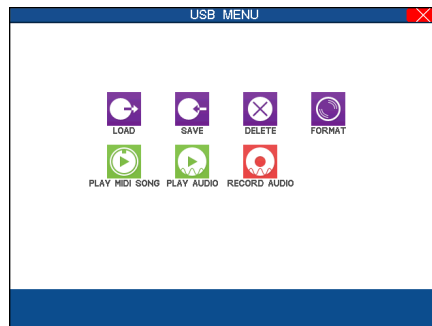 USB MENU
LOAD SAVE DELETE FORMAT
PLAY MIDI SONG PLAY AUDIO RECORD AUDIO